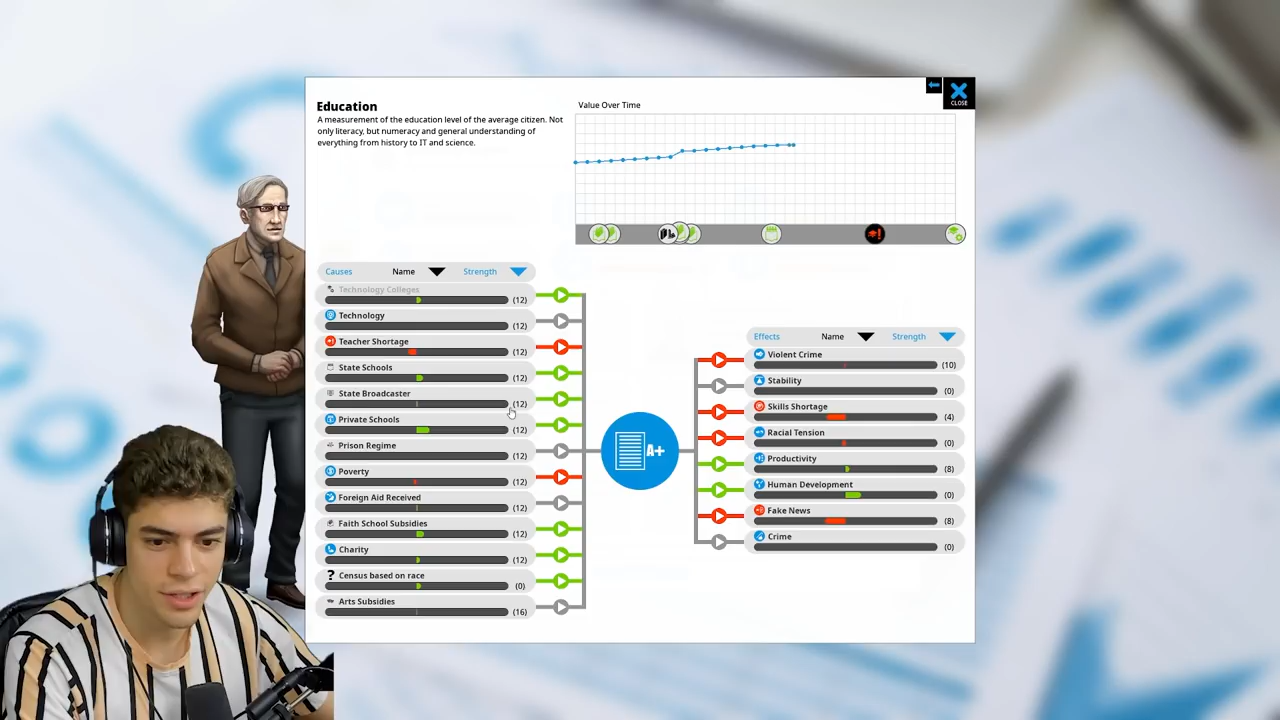 Education
A measurement of the education level of the average citizen. Not
only literacy, but numeracy and general understanding of
everything from history to IT and science.
Value Over Time
CLOSE
Causes Name Strength
Technology Colleges
(12)
Technology
(12)
Teacher Shortage
(12)
State Schools
(12)
State Broadcaster
(12)
Private Schools
(12)
Prison Regime
(12)
Poverty
(12)
Foreign Aid Received
(12)
Faith School Subsidies
(12)
Charity
(12)
? Census based on race
(0)
Arts Subsidies
(16)
A+
Effects Name Strength
Violent Crime
(10)
Stability
(0)
Skills Shortage
(4)
Racial Tension
(0)
Productivity
(8)
Human Development
(0)
Fake News
(8)
Crime
(0)